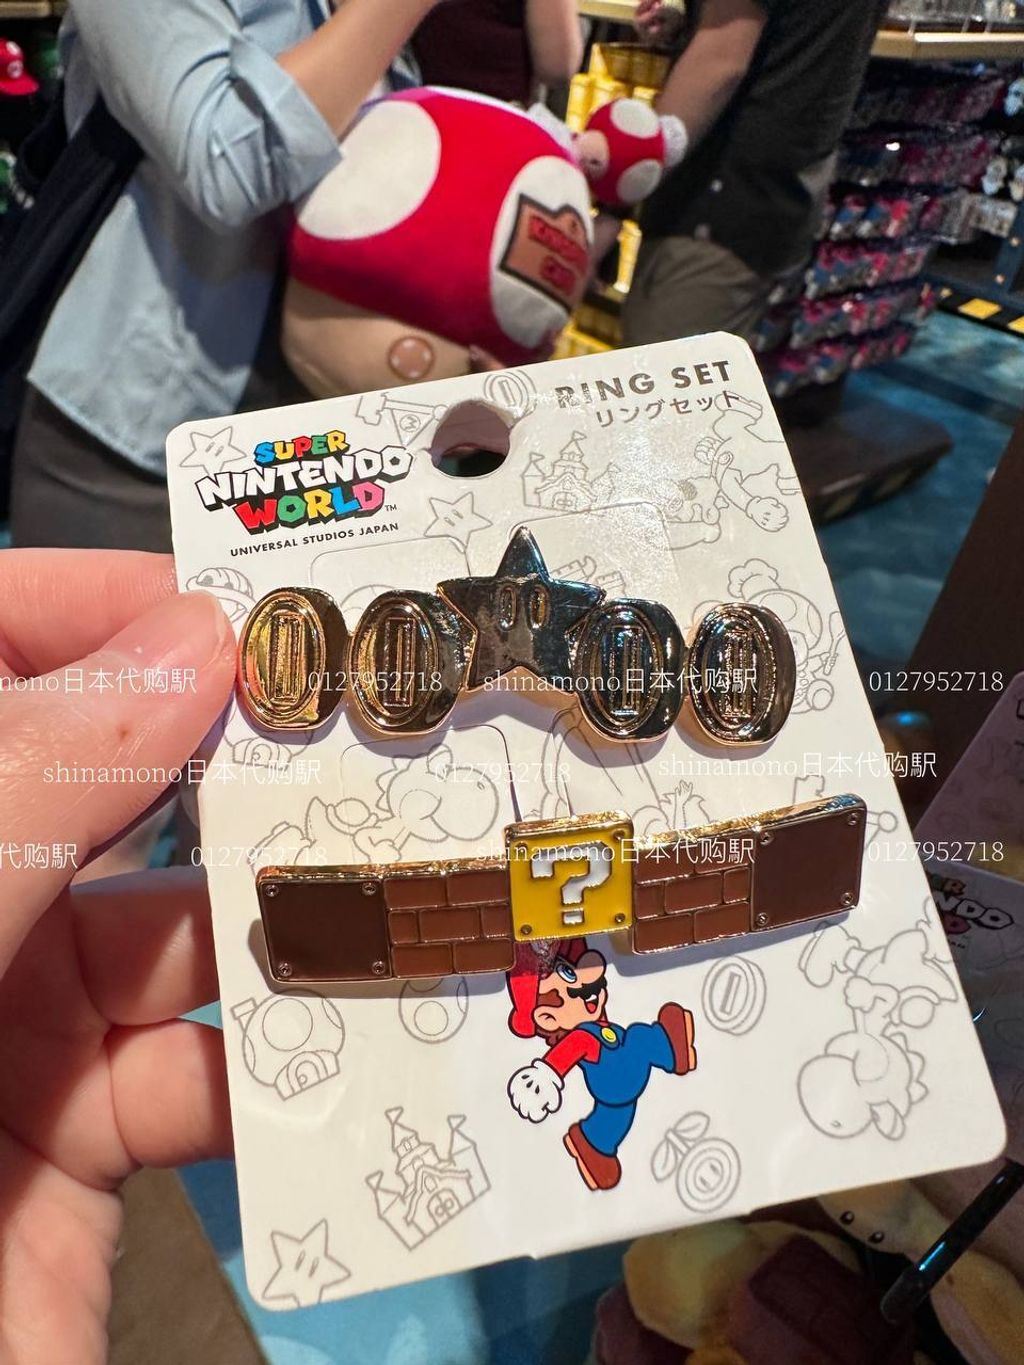 RING SET
リングセット
SUPER
NINTENDO
WORLD™
UNIVERSAL STUDIOS JAPAN
mono日本代购駅 0127952718 shinamono日本代购駅 0127952718
shinamono日本代购駅 0127952718 shinamono日本代购駅
代购駅 0127952718 shinamono日本代购駅 0127952718
?
M